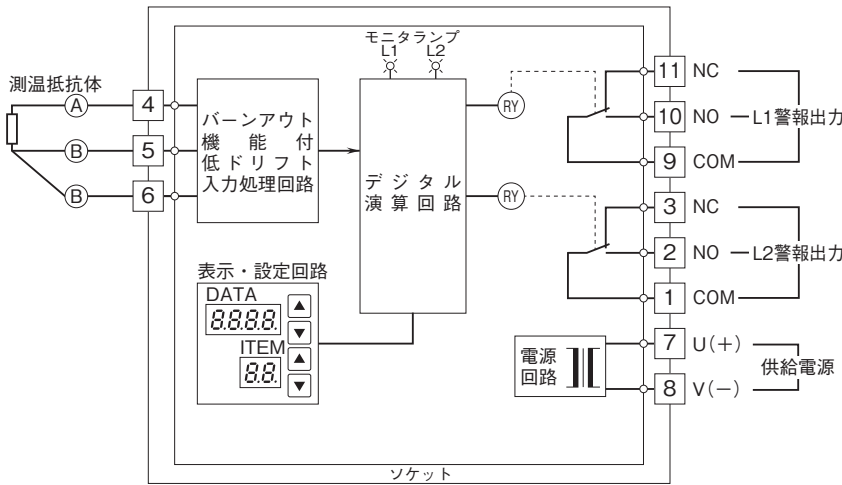 モニタランプ
L1 L2
測温抵抗体
A 4
B 5
B 6
バーンアウト
機能付
低ドリフト
入力処理回路
デジタル
演算回路
RY
RY
11 NC
10 NO L1警報出力
9 COM
3 NC
2 NO L2警報出力
1 COM
表示・設定回路
DATA
8.8.8.8.
ITEM
8.8.
電源
回路
7 U(+)
供給電源
8 V(−)
ソケット